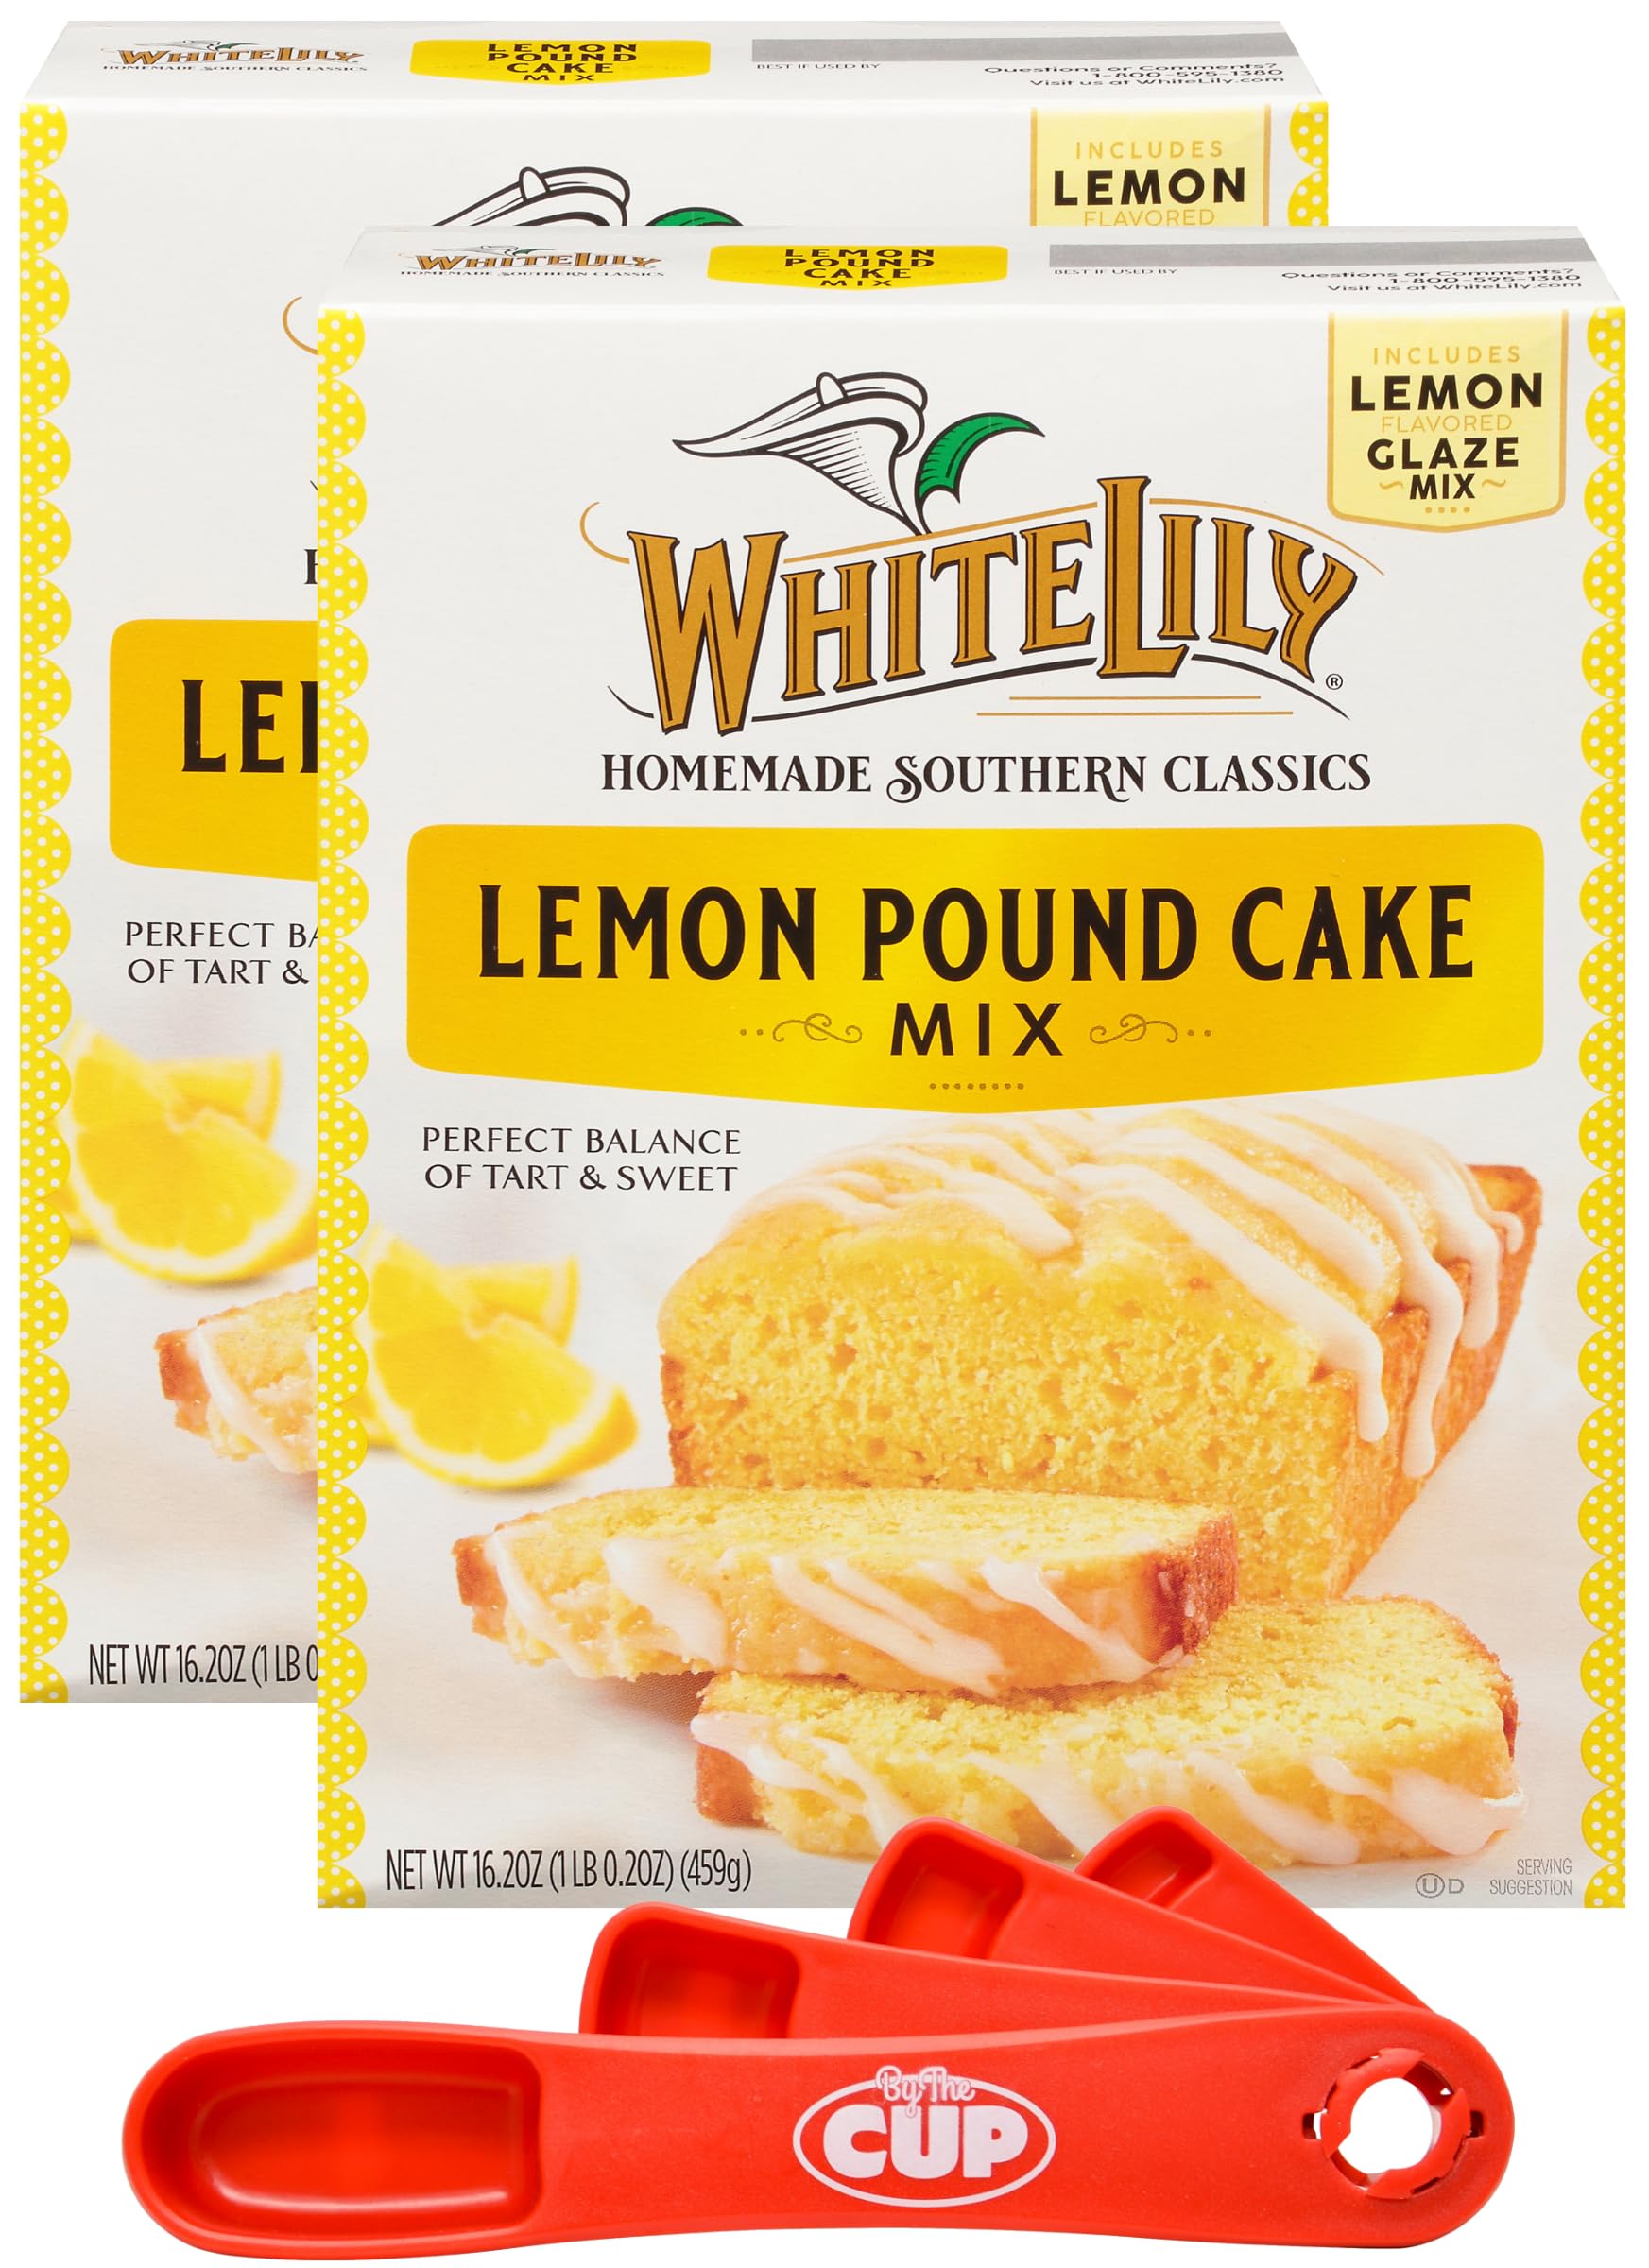 WHITE LILY
HOMEMADE SOUTHERN CLASSICS
LEMON
POUND
CAKE
MIX
BEST IF USED BY
Questions or Comments?
1-800-595-1380
Visit us at WhiteLily.com
INCLUDES
LEMON
FLAVORED
LE
PERFECT BA
OF TART &
NET WT 16.2OZ (1 LB 0
WHITE LILY
HOMEMADE SOUTHERN CLASSICS
LEMON
POUND
CAKE
MIX
BEST IF USED BY
Questions or Comments?
1-800-595-1380
Visit us at WhiteLily.com
INCLUDES
LEMON
FLAVORED
GLAZE
MIX
WHITE LILY®
HOMEMADE SOUTHERN CLASSICS
LEMON POUND CAKE
MIX
PERFECT BALANCE
OF TART & SWEET
NET WT 16.2OZ (1 LB 0.2OZ) (459g)
U D
SERVING
SUGGESTION
By The
CUP